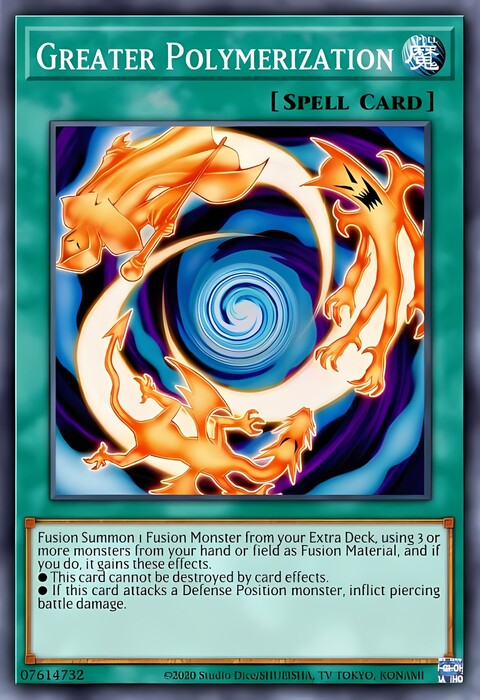 GREATER POLYMERIZATION 魔
[SPELL CARD]
Fusion Summon 1 Fusion Monster from your Extra Deck, using 3 or
more monsters from your hand or field as Fusion Material, and if
you do, it gains these effects.
● This card cannot be destroyed by card effects.
● If this card attacks a Defense Position monster, inflict piercing
battle damage.
07614732 ©2020 Studio Dice/SHUEISHA, TV TOKYO, KONAMI